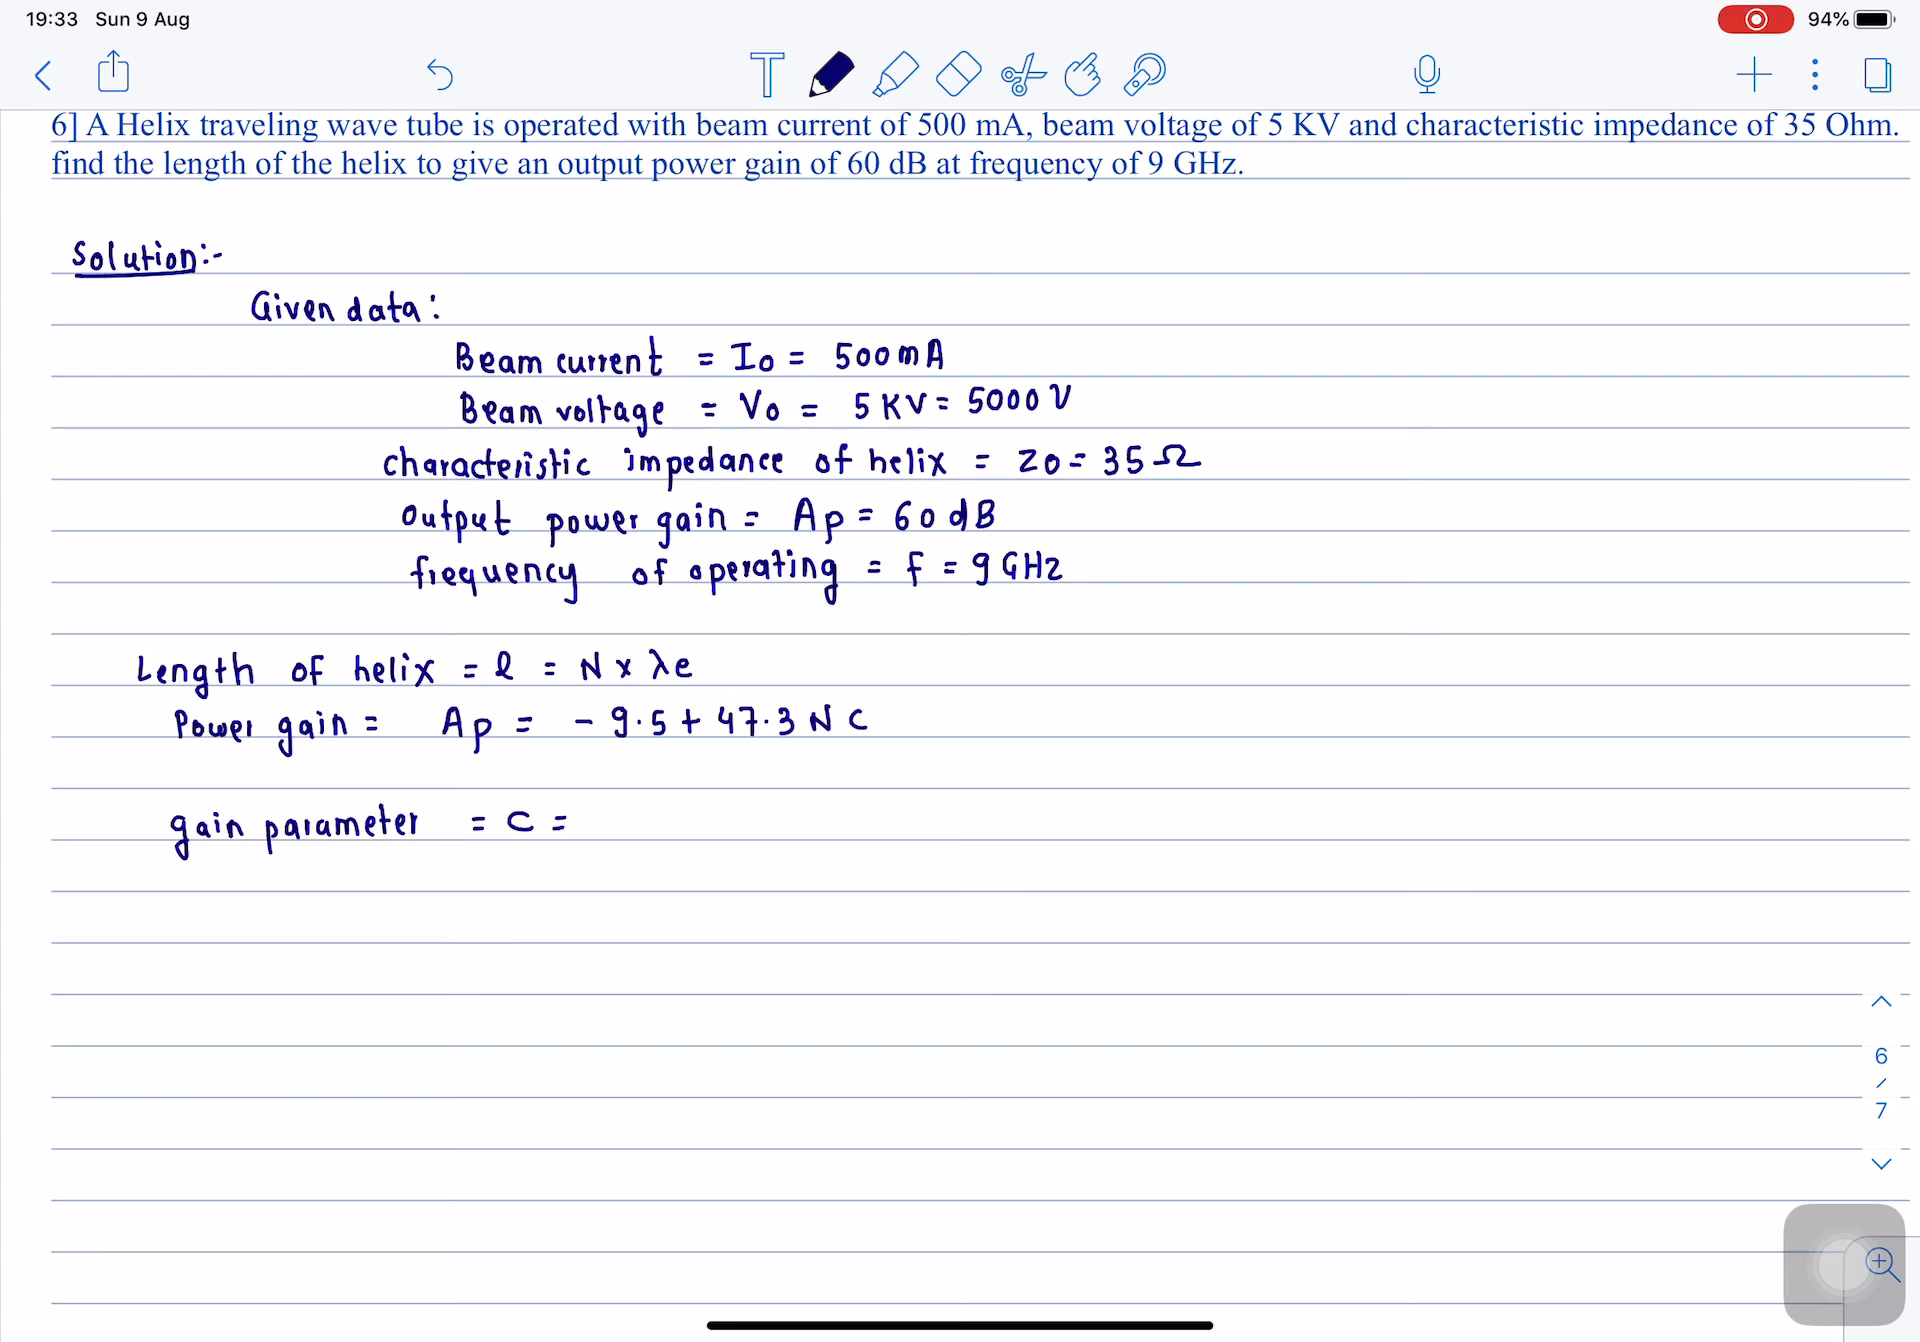 19:33 Sun 9 Aug 94%
T
6] A Helix traveling wave tube is operated with beam current of 500 mA, beam voltage of 5 KV and characteristic impedance of 35 Ohm.
find the length of the helix to give an output power gain of 60 dB at frequency of 9 GHz.
Solution:-
Given data:
Beam current = Io = 500mA
Beam voltage = Vo = 5 KV = 5000 V
characteristic impedance of helix = Zo = 35 Ω
output power gain = Ap = 60 dB
frequency of operating = f = 9 GHz
Length of helix = l = N x λe
Power gain = Ap = - 9.5 + 47.3 N C
gain parameter = C =
6
/
7